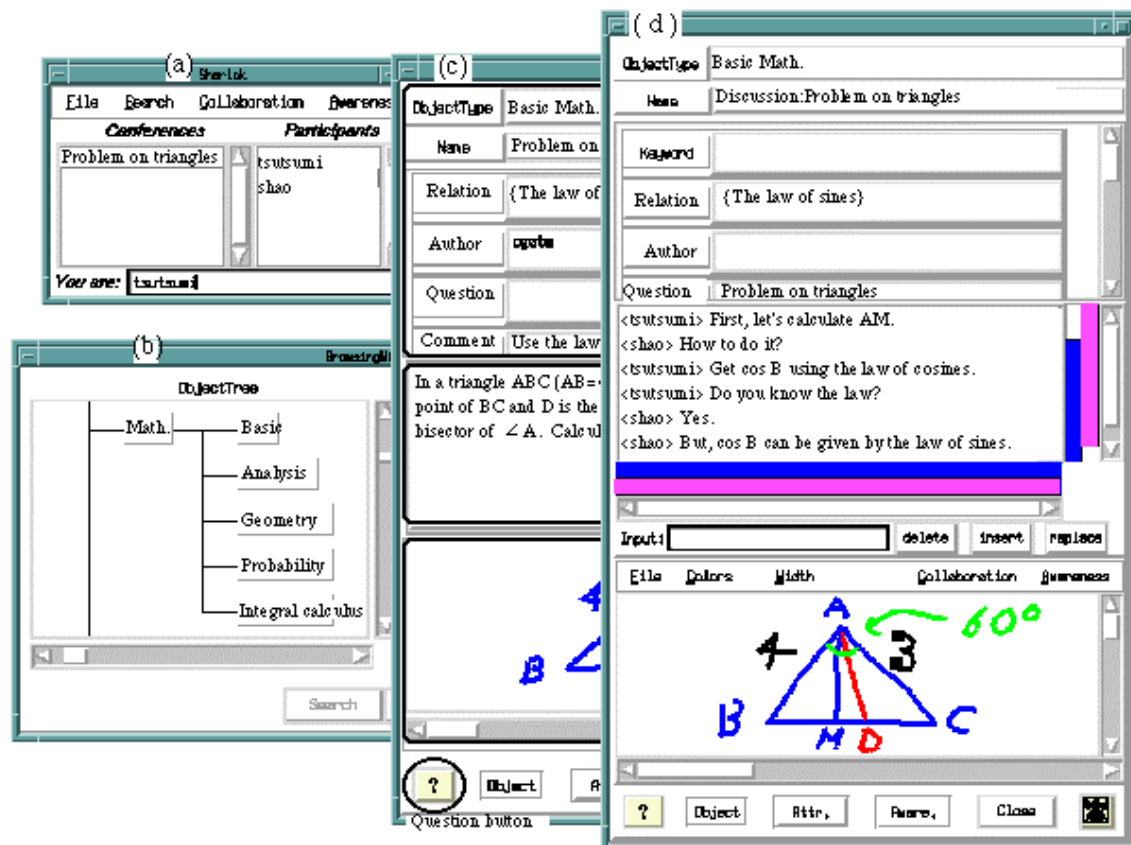 (a)
Sherlok
File Search Collaboration Awareness
Conferences Participants
Problem on triangles
tsutsumi
shao
You are: tsutsumi
(b)
ObjectTree
Math.
Basic
Analysis
Geometry
Probability
Integral calculus
Search
(c)
ObjectType Basic Math.
Name Problem on
Relation {The law of
Author
Question
Comment Use the law
In a triangle ABC (AB=
point of BC and D is the
bisector of ∠A. Calcu
B
? Object
Question button
(d)
ObjectType Basic Math.
Name Discussion:Problem on triangles
Keyword
Relation {The law of sines}
Author
Question Problem on triangles
<tsutsumi> First, let's calculate AM.
<shao> How to do it?
<tsutsumi> Get cos B using the law of cosines.
<tsutsumi> Do you know the law?
<shao> Yes.
<shao> But, cos B can be given by the law of sines.
Input: delete insert replace
File Colors Width Collaboration Awareness
A 60°
4 3
B M D C
? Object Attr. Aware. Close